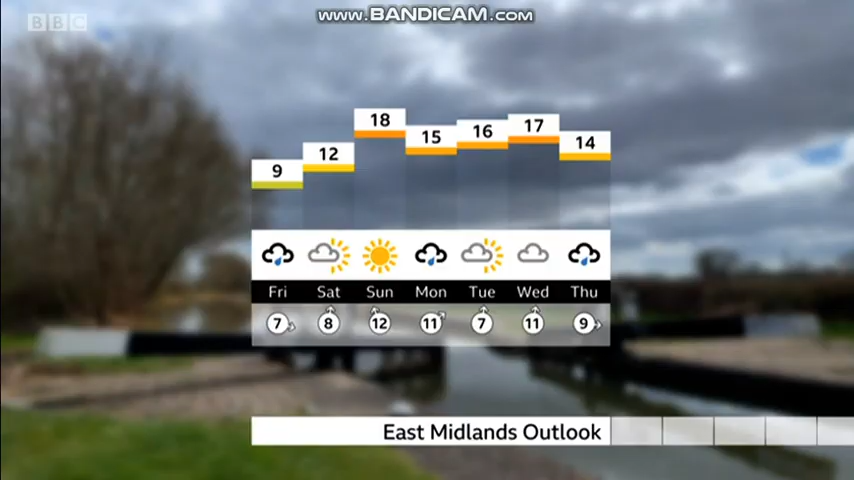 BBC
www.BANDICAM.com
9 12 18 15 16 17 14
Fri Sat Sun Mon Tue Wed Thu
7 8 12 11 7 11 9
East Midlands Outlook